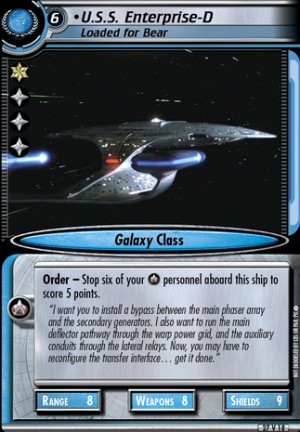 6
•U.S.S. Enterprise-D
Loaded for Bear
Galaxy Class
Order – Stop six of your personnel aboard this ship to
score 5 points.
"I want you to install a bypass between the main phaser array
and the secondary generators. I also want to run the main
deflector pathway through the warp power grid, and the auxiliary
conduits through the lateral relays. Now, you may have to
reconfigure the transfer interface… get it done."
RANGE 8
WEAPONS 8
SHIELDS 9
37 V 18